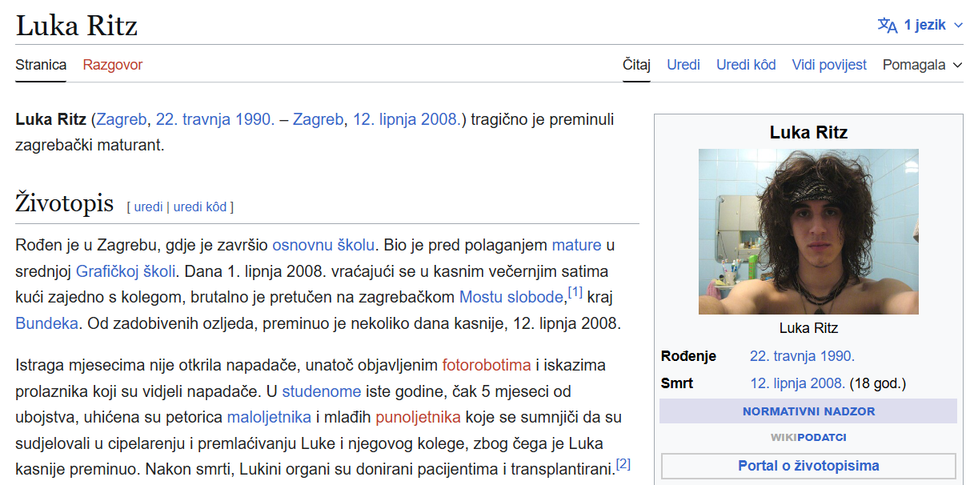 Luka Ritz
1 jezik
Stranica Razgovor Čitaj Uredi Uredi kôd Vidi povijest Pomagala
Luka Ritz (Zagreb, 22. travnja 1990. – Zagreb, 12. lipnja 2008.) tragično je preminuli
zagrebački maturant.
Životopis [ uredi | uredi kôd ]
Rođen je u Zagrebu, gdje je završio osnovnu školu. Bio je pred polaganjem mature u
srednjoj Grafičkoj školi. Dana 1. lipnja 2008. vraćajući se u kasnim večernjim satima
kući zajedno s kolegom, brutalno je pretučen na zagrebačkom Mostu slobode,[1] kraj
Bundeka. Od zadobivenih ozljeda, preminuo je nekoliko dana kasnije, 12. lipnja 2008.
Istraga mjesecima nije otkrila napadače, unatoč objavljenim fotorobotima i iskazima
prolaznika koji su vidjeli napadače. U studenome iste godine, čak 5 mjeseci od
ubojstva, uhićena su petorica maloljetnika i mlađih punoljetnika koje se sumnjiči da su
sudjelovali u cipelarenju i premlaćivanju Luke i njegovog kolege, zbog čega je Luka
kasnije preminuo. Nakon smrti, Lukini organi su donirani pacijentima i transplantirani.[2]
Luka Ritz
Luka Ritz
Rođenje 22. travnja 1990.
Smrt 12. lipnja 2008. (18 god.)
NORMATIVNI NADZOR
WIKIPODATCI
Portal o životopisima